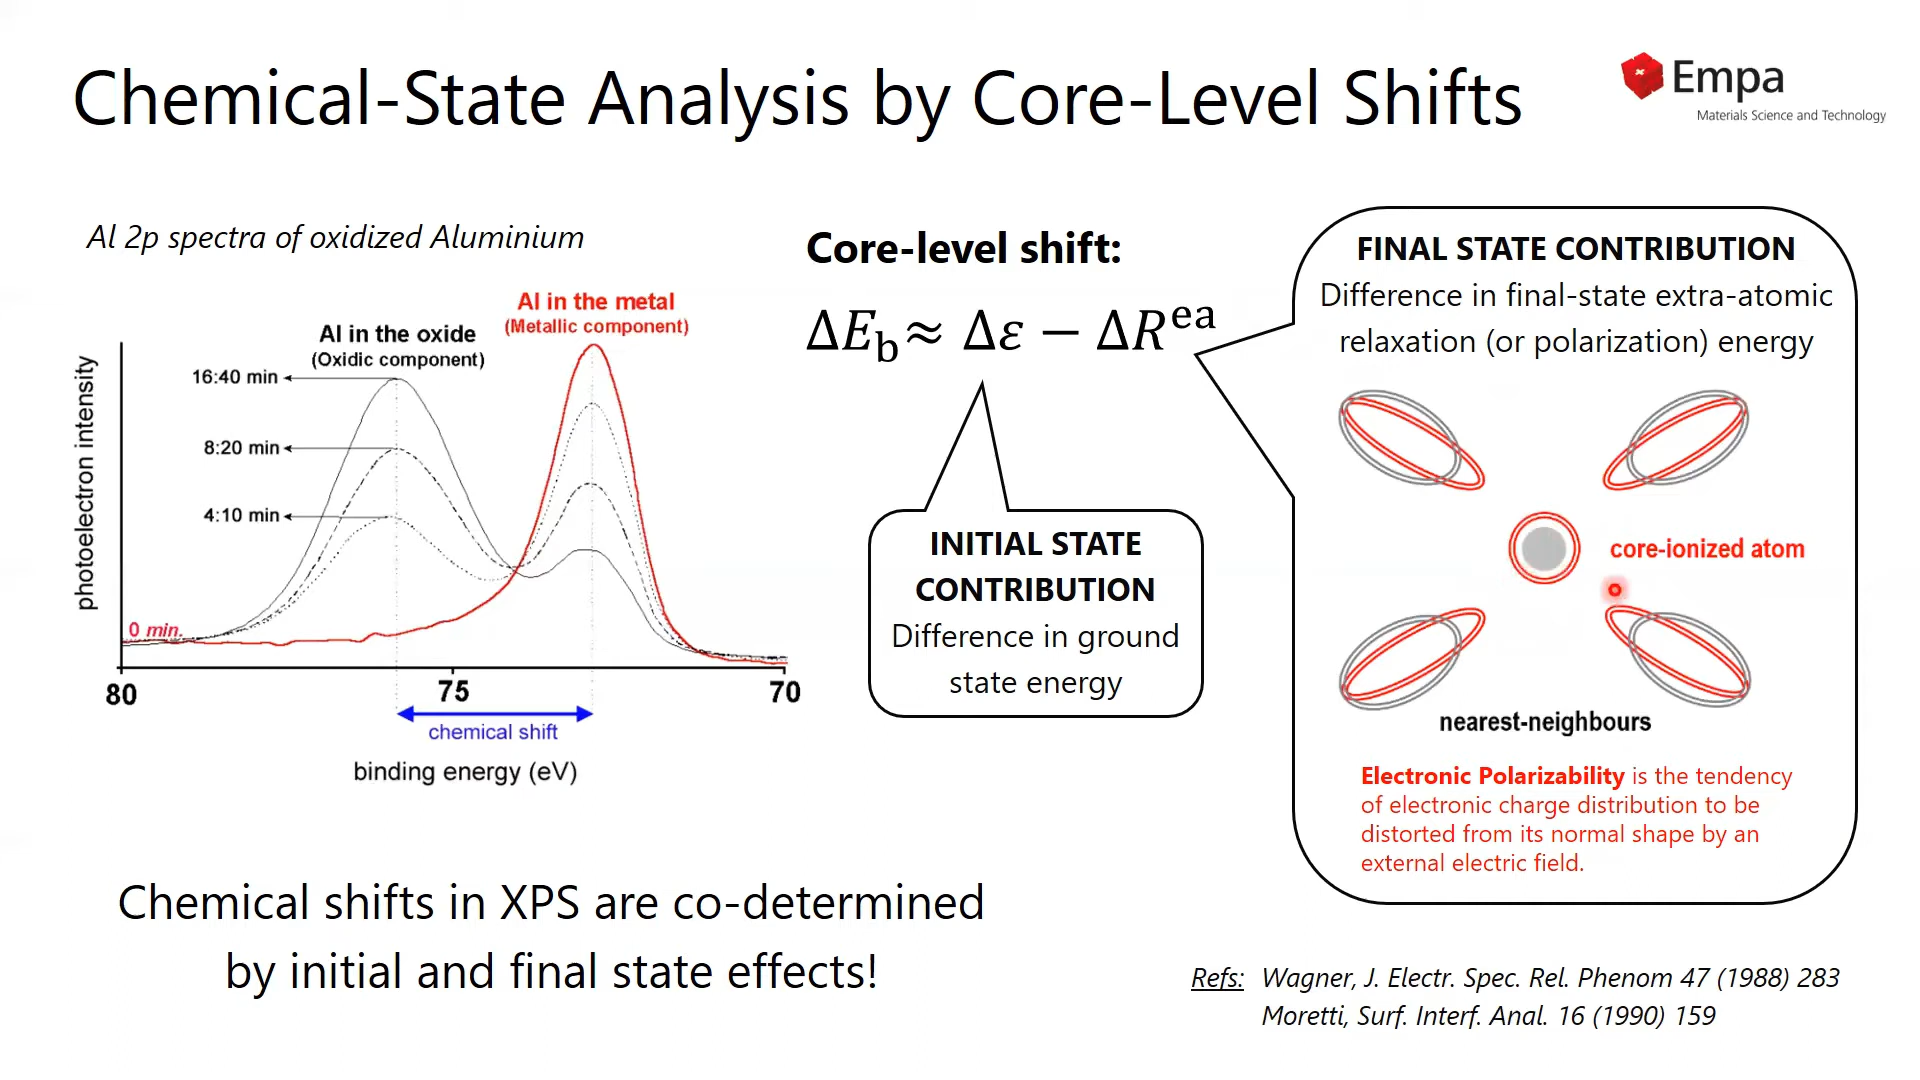 Chemical-State Analysis by Core-Level Shifts
Empa
Materials Science and Technology
Al 2p spectra of oxidized Aluminium
Al in the metal
(Metallic component)
Al in the oxide
(Oxidic component)
16:40 min
8:20 min
4:10 min
0 min.
photoelectron intensity
80
75
70
chemical shift
binding energy (eV)
Core-level shift:
ΔE_b ≈ Δε − ΔR^ea
INITIAL STATE
CONTRIBUTION
Difference in ground
state energy
FINAL STATE CONTRIBUTION
Difference in final-state extra-atomic
relaxation (or polarization) energy
core-ionized atom
nearest-neighbours
Electronic Polarizability is the tendency
of electronic charge distribution to be
distorted from its normal shape by an
external electric field.
Chemical shifts in XPS are co-determined
by initial and final state effects!
Refs: Wagner, J. Electr. Spec. Rel. Phenom 47 (1988) 283
Moretti, Surf. Interf. Anal. 16 (1990) 159